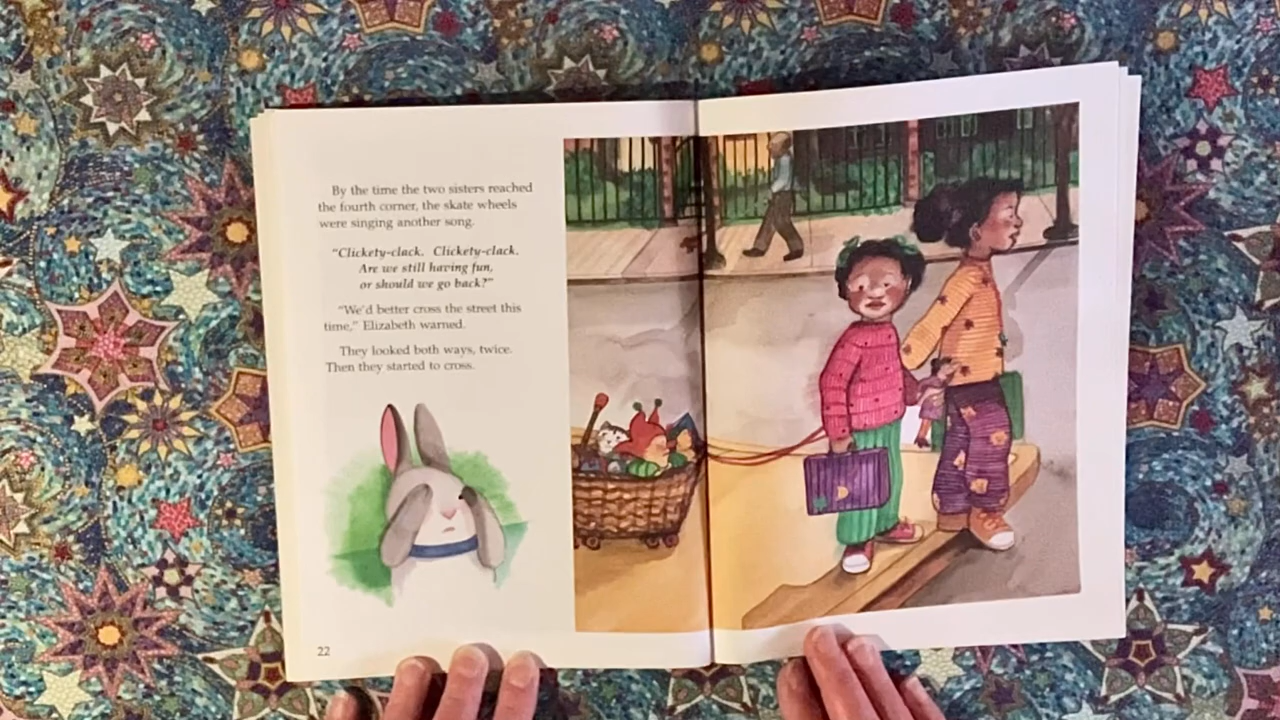 By the time the two sisters reached
the fourth corner, the skate wheels
were singing another song.
“Clickety-clack. Clickety-clack.
Are we still having fun,
or should we go back?”
“We’d better cross the street this
time,” Elizabeth warned.
They looked both ways, twice.
Then they started to cross.
22